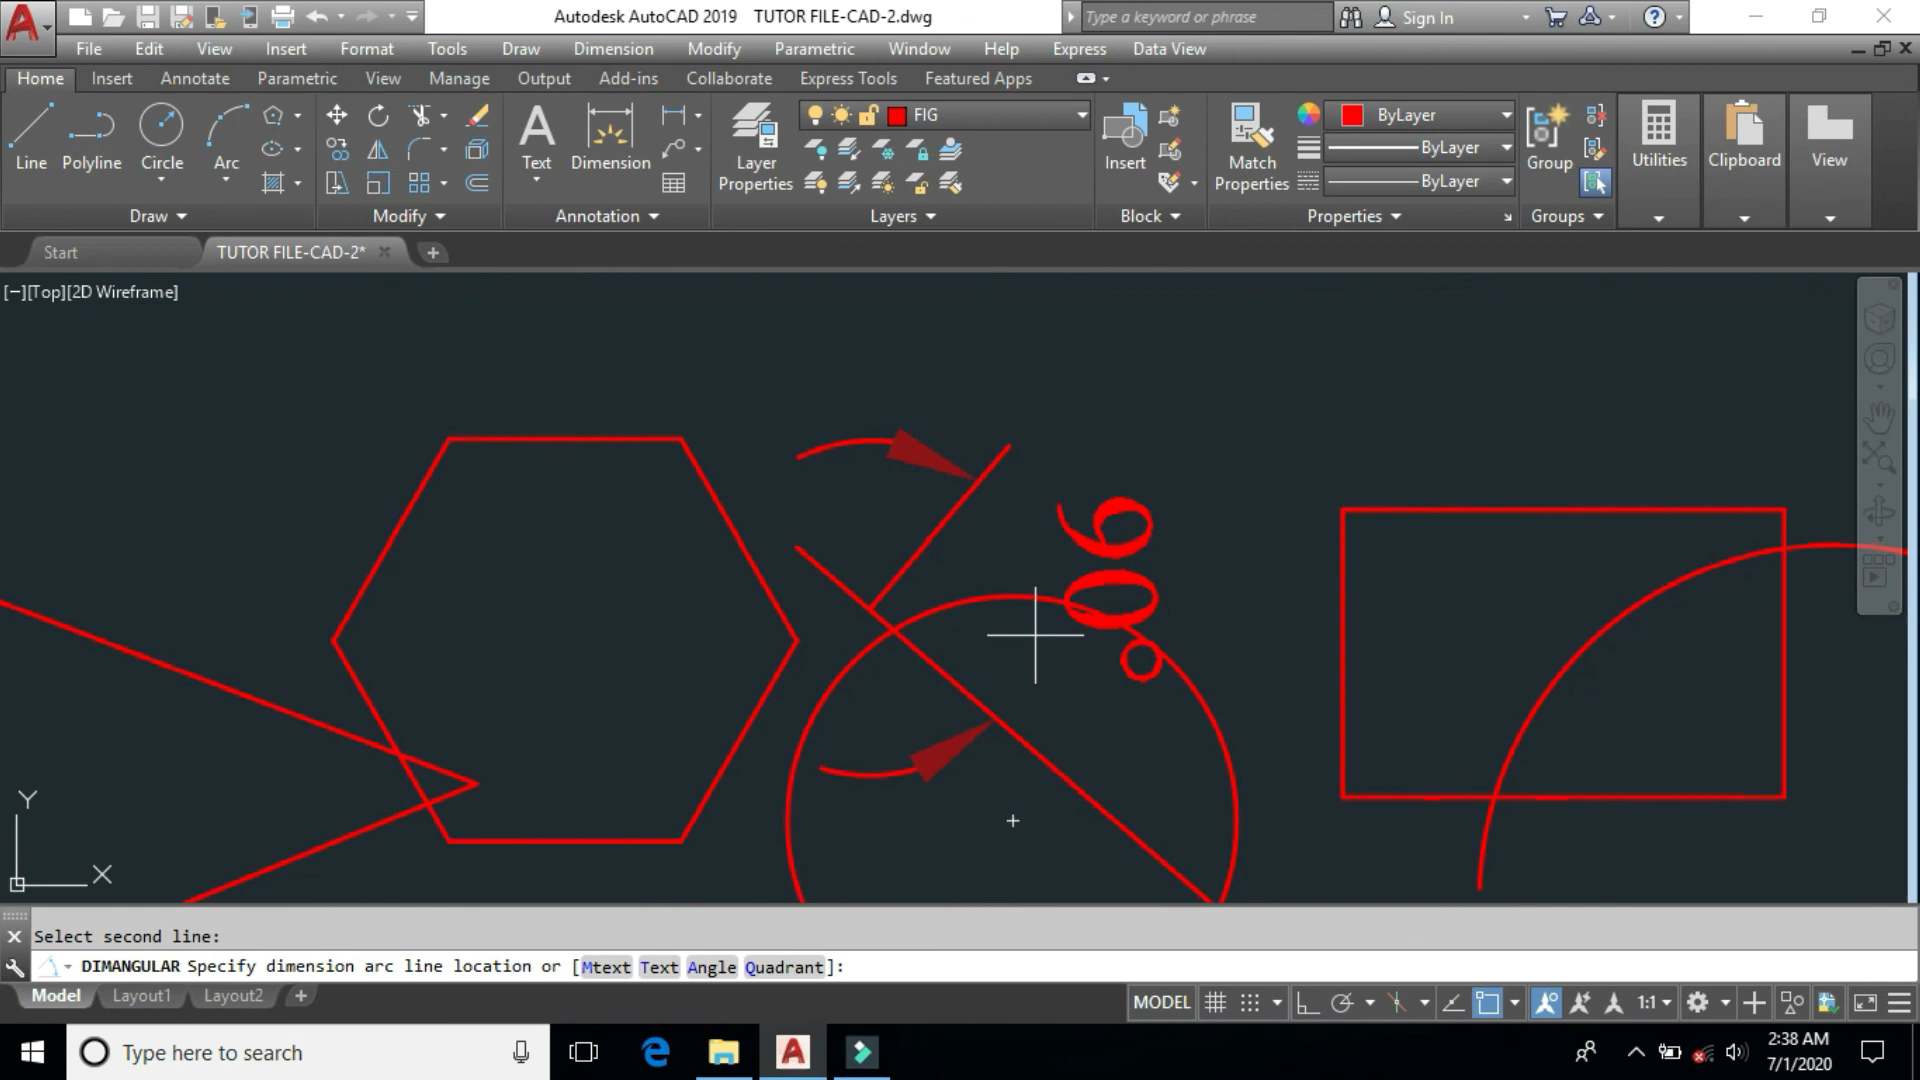 Autodesk AutoCAD 2019 TUTOR FILE-CAD-2.dwg
Type a keyword or phrase
Sign In
File Edit View Insert Format Tools Draw Dimension Modify Parametric Window Help Express Data View
Home Insert Annotate Parametric View Manage Output Add-ins Collaborate Express Tools Featured Apps
FIG
ByLayer
ByLayer
ByLayer
Line Polyline Circle Arc
Text Dimension
Layer Properties
Insert
Match Properties
Group
Utilities Clipboard View
Draw Modify Annotation Layers Block Properties Groups
Start TUTOR FILE-CAD-2*
[−][Top][2D Wireframe]
90°
Y
X
Select second line:
DIMANGULAR Specify dimension arc line location or [Mtext Text Angle Quadrant]:
Model Layout1 Layout2
MODEL 1:1
Type here to search
2:38 AM
7/1/2020